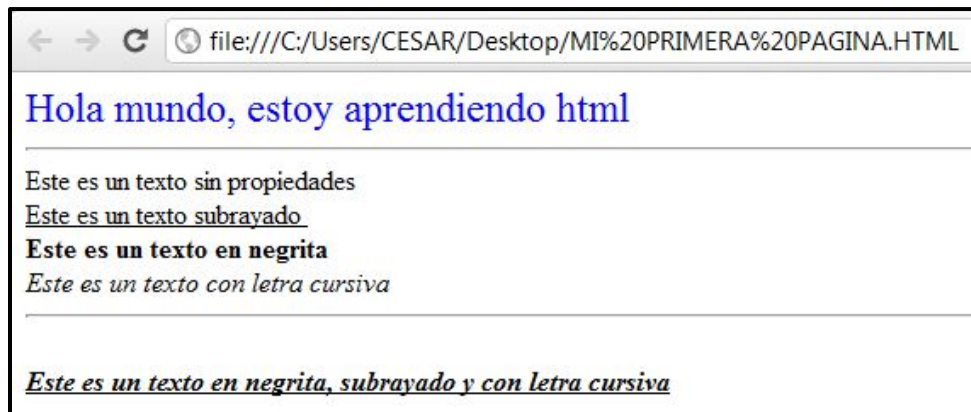 file:///C:/Users/CESAR/Desktop/MI%20PRIMERA%20PAGINA.HTML
Hola mundo, estoy aprendiendo html
Este es un texto sin propiedades
Este es un texto subrayado
Este es un texto en negrita
Este es un texto con letra cursiva
Este es un texto en negrita, subrayado y con letra cursiva